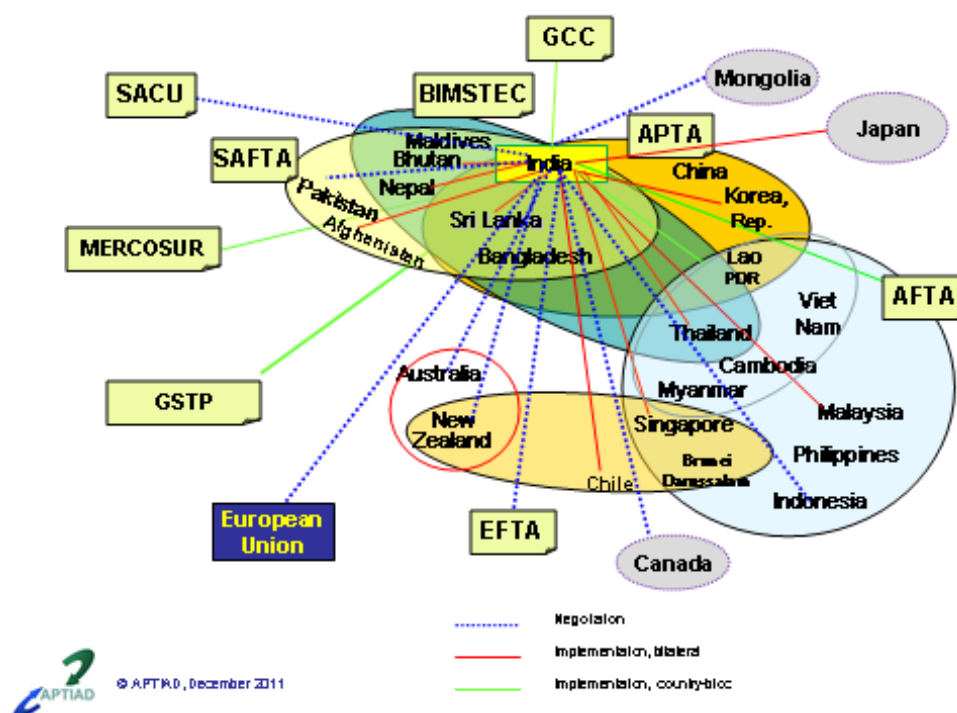 GCC
SACU
BIMSTEC
Mongolia
Japan
APTA
Maldives
SAFTA
Bhutan
India
China
Nepal
Pakistan
Korea,
Rep.
Sri Lanka
Afghanistan
MERCOSUR
Bangladesh
Lao
PDR
AFTA
Viet
Nam
Thailand
Cambodia
Australia
Myanmar
GSTP
New
Zealand
Singapore
Malaysia
Philippines
Brunei
Darussalam
Chile
Indonesia
European
Union
EFTA
Canada
Negotiation
Implementation, bilateral
Implementation, country-bloc
APTIAD
© APTIAD, December 2011